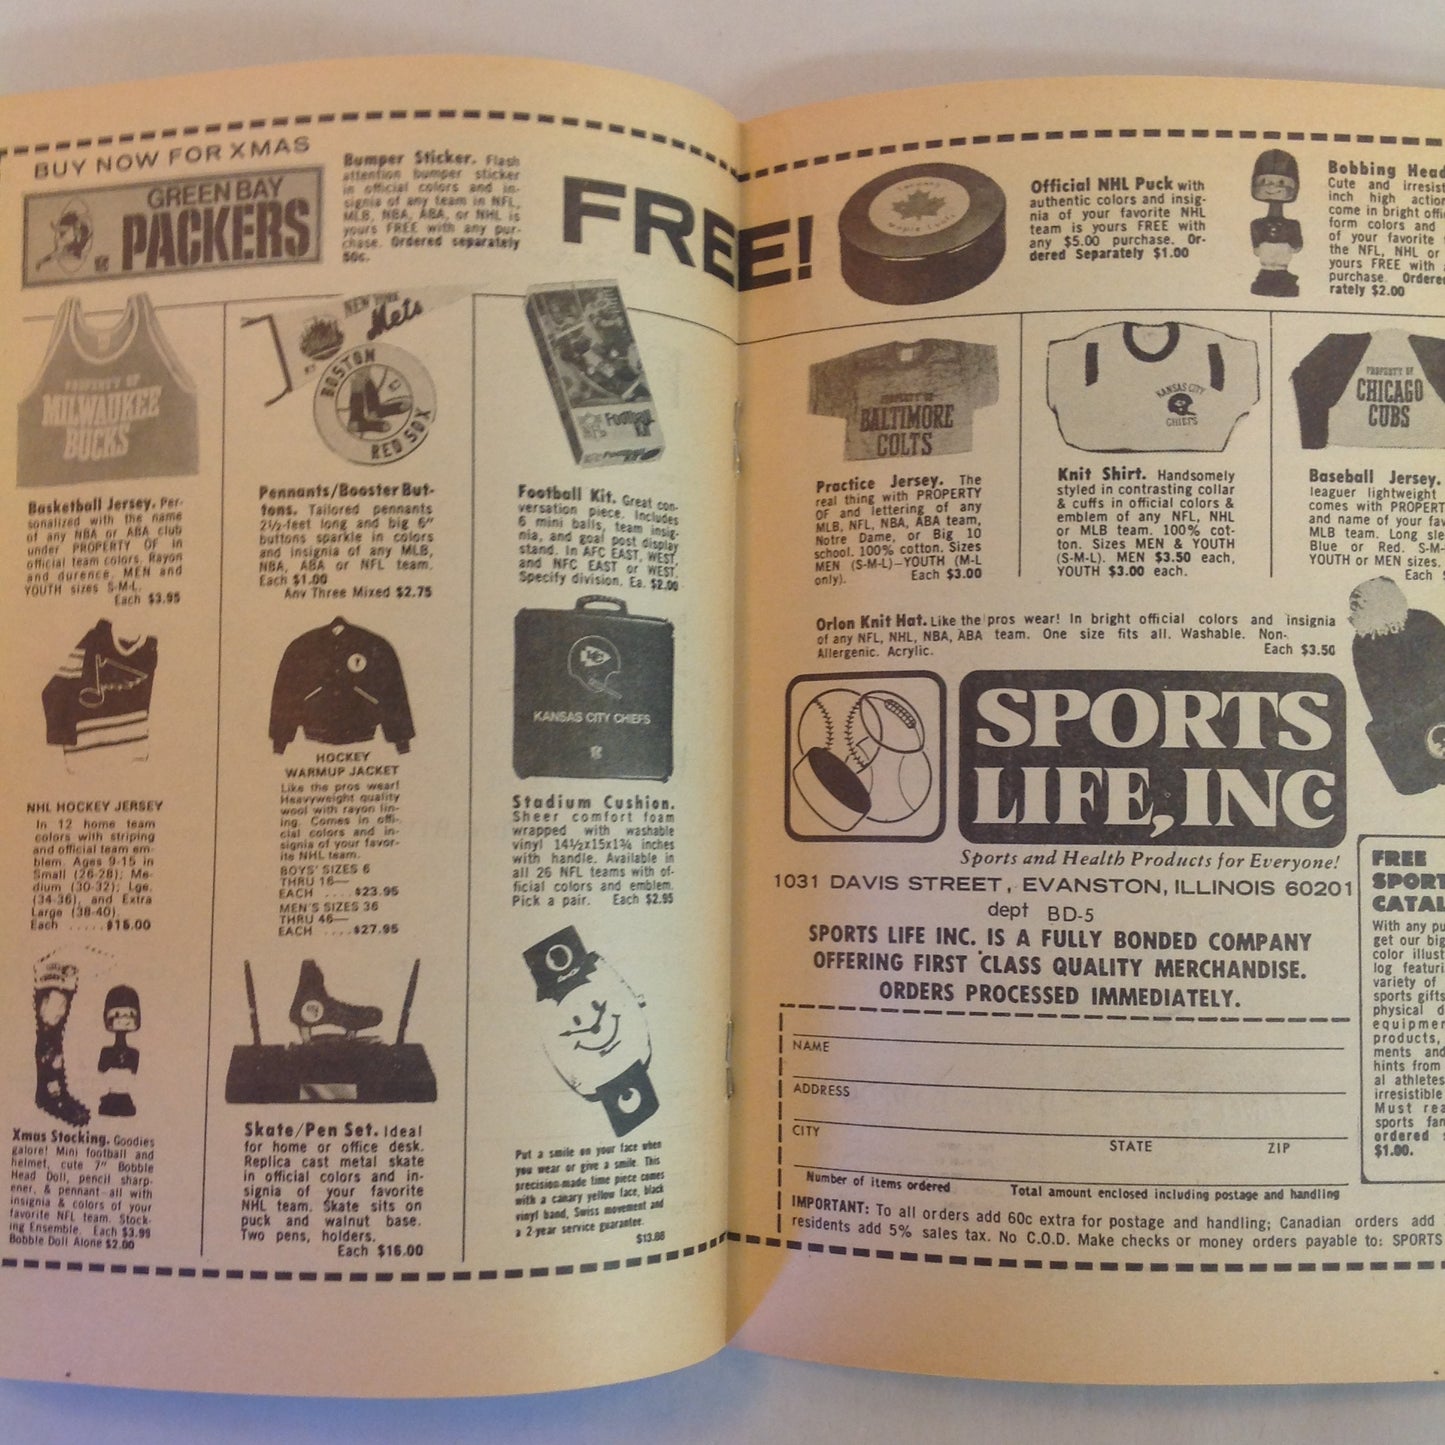 BUY NOW FOR XMAS
GREEN BAY
PACKERS
Bumper Sticker. Flash
attention bumper sticker
in official colors and in-
signia of any team in NFL,
MLB, NBA, ABA, or NHL is
yours FREE with any pur-
chase. Ordered separately
50c.
FREE!
Toronto
Maple Leafs
Official NHL Puck with
authentic colors and insig-
nia of your favorite NHL
team is yours FREE with
any $5.00 purchase. Or-
dered Separately $1.00
Bobbing Head
Cute and irresist
inch high action
come in bright offi
form colors and
of your favorite
the NFL, NHL or
yours FREE with
purchase. Ordere
rately $2.00
PROPERTY OF
MILWAUKEE
BUCKS
Basketball Jersey. Per-
sonalized with the name
of any NBA or ABA club
under PROPERTY OF in
official team colors. Rayon
and durence. MEN and
YOUTH sizes S-M-L.
Each $3.95
NEW YORK
Mets
BOSTON
RED SOX
Pennants/Booster But-
tons. Tailored pennants
2½-feet long and big 6"
buttons sparkle in colors
and insignia of any MLB,
NBA, ABA or NFL team.
Each $1.00
Any Three Mixed $2.75
NFL Football Kit
Football Kit. Great con-
versation piece. Includes
6 mini balls, team insig-
nia, and goal post display
stand. In AFC EAST, WEST
and NFC EAST or WEST.
Specify division. Ea. $2.00
PROPERTY OF
BALTIMORE
COLTS
Practice Jersey. The
real thing with PROPERTY
OF and lettering of any
MLB, NFL, NBA, ABA team,
Notre Dame, or Big 10
school. 100% cotton. Sizes
MEN (S-M-L)–YOUTH (M-L
only). Each $3.00
KANSAS CITY
CHIEFS
Knit Shirt. Handsomely
styled in contrasting collar
& cuffs in official colors &
emblem of any NFL, NHL
or MLB team. 100% cot-
ton. Sizes MEN & YOUTH
(S-M-L). MEN $3.50 each,
YOUTH $3.00 each.
PROPERTY OF
CHICAGO
CUBS
Baseball Jersey.
leaguer lightweight
comes with PROPERT
and name of your fav
MLB team. Long sle
Blue or Red. S-M-
YOUTH or MEN sizes.
Each
Orlon Knit Hat. Like the pros wear! In bright official colors and insignia
of any NFL, NHL, NBA, ABA team. One size fits all. Washable. Non-
Allergenic. Acrylic. Each $3.50
NHL HOCKEY JERSEY
In 12 home team
colors with striping
and official team em-
blem. Ages 9-15 in
Small (26-28); Me-
dium (30-32); Lge.
(34-36), and Extra
Large (38-40)
Each .....$15.00
HOCKEY
WARMUP JACKET
Like the pros wear!
Heavyweight quality
wool with rayon lin-
ing. Comes in offi-
cial colors and in-
signia of your favor-
ite NHL team.
BOYS' SIZES 6
THRU 16—
EACH ....$23.95
MEN'S SIZES 36
THRU 46—
EACH ....$27.95
KANSAS CITY CHIEFS
Stadium Cushion.
Sheer comfort foam
wrapped with washable
vinyl 14½x15x1¾ inches
with handle. Available in
all 26 NFL teams with of-
ficial colors and emblem.
Pick a pair. Each $2.95
SPORTS
LIFE, INC
Sports and Health Products for Everyone!
1031 DAVIS STREET, EVANSTON, ILLINOIS 60201
dept BD-5
SPORTS LIFE INC. IS A FULLY BONDED COMPANY
OFFERING FIRST CLASS QUALITY MERCHANDISE.
ORDERS PROCESSED IMMEDIATELY.
FREE
SPORT
CATAL
With any pu
get our big
color illust
log featuri
variety of
sports gifts
physical d
equipmen
products,
ments and
hints from
al athletes
irresistible
Must rea
sports fan
ordered s
$1.00.
Xmas Stocking. Goodies
galore! Mini football and
helmet, cute 7" Bobble
Head Doll, pencil sharp-
ener, & pennant–all with
insignia & colors of your
favorite NFL team. Stock-
ing Ensemble. Each $3.99
Bobble Doll Alone $2.00
Skate/Pen Set. Ideal
for home or office desk.
Replica cast metal skate
in official colors and in-
signia of your favorite
NHL team. Skate sits on
puck and walnut base.
Two pens, holders.
Each $16.00
Put a smile on your face when
you wear or give a smile. This
precision-made time piece comes
with a canary yellow face, black
vinyl band, Swiss movement and
a 2-year service guarantee.
$13.88
NAME
ADDRESS
CITY STATE ZIP
Number of items ordered Total amount enclosed including postage and handling
IMPORTANT: To all orders add 60c extra for postage and handling; Canadian orders add
residents add 5% sales tax. No C.O.D. Make checks or money orders payable to: SPORTS